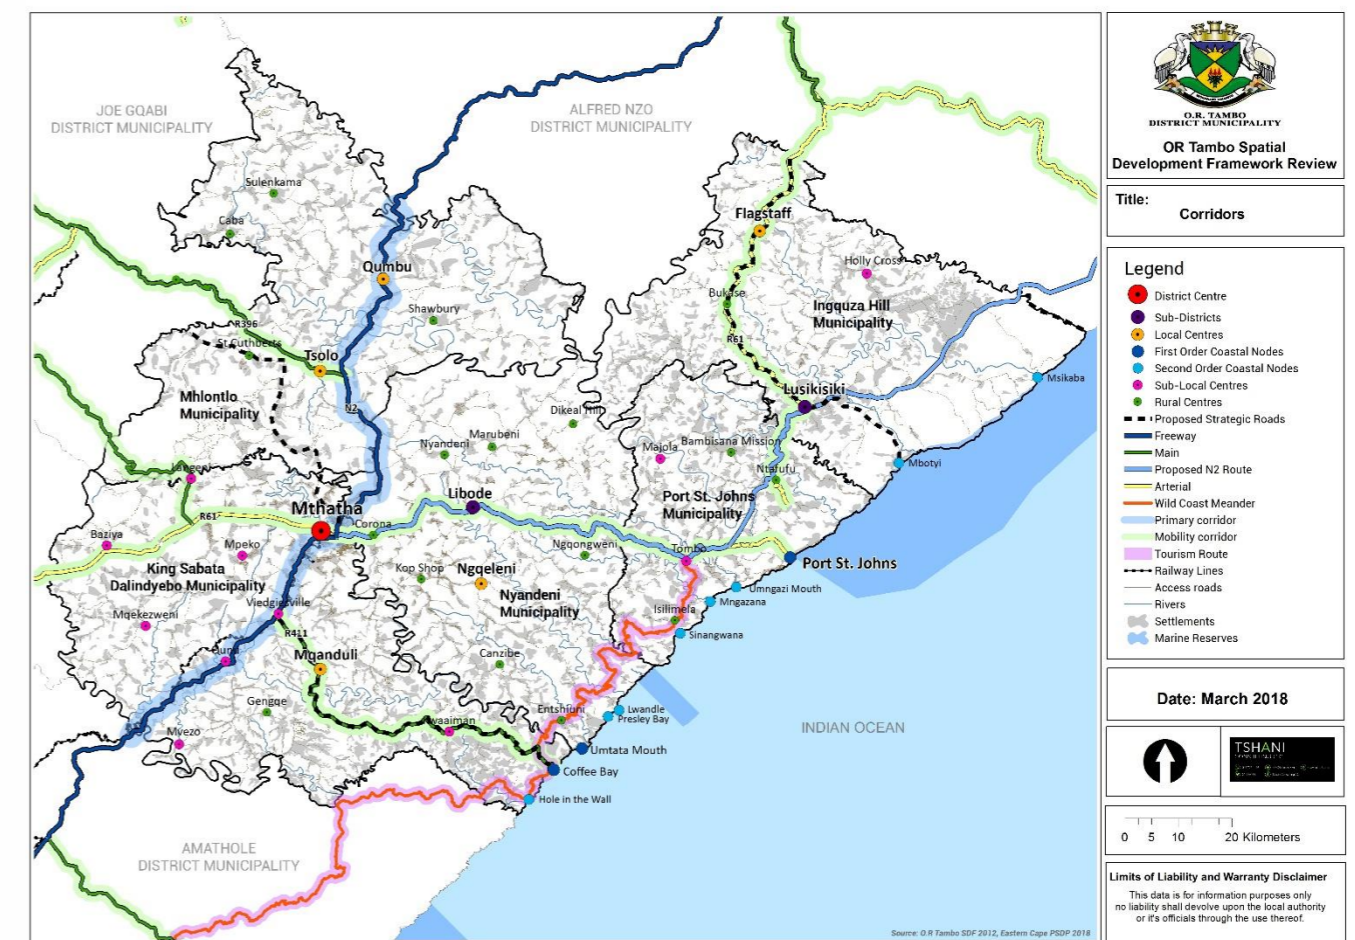 JOE GQABI
DISTRICT MUNICIPALITY
ALFRED NZO
DISTRICT MUNICIPALITY
Sulenkama
Caba
Flagstaff
Holly Cross
Qumbu
Shawbury
Bukase
Ingquza Hill
Municipality
R396
St Cuthberts
Tsolo
R61
Msikaba
Lusikisiki
Mhlontlo
Municipality
N2
Dikeal Hill
Nyandeni
Marubeni
Majola
Bambisana Mission
Mbotyi
Langeni
Ntafufu
Libode
Port St. Johns
Municipality
Mthatha
R61
Corona
Baziya
Mpeko
Ngqongweni
Tombo
Port St. Johns
King Sabata
Dalindyebo Municipality
Kop Shop
Ngqeleni
Nyandeni
Municipality
Umngazi Mouth
Mngazana
Viedgiesville
Isilimela
Mqekezweni
R411
Sinangwana
Qunu
Mqanduli
Canzibe
Gengqe
Entshilini
Lwandle
Presley Bay
Mvezo
Kwaaiman
INDIAN OCEAN
Umtata Mouth
Coffee Bay
Hole in the Wall
AMATHOLE
DISTRICT MUNICIPALITY
Source: O.R Tambo SDF 2012, Eastern Cape PSDP 2018
O.R. TAMBO
DISTRICT MUNICIPALITY
OR Tambo Spatial
Development Framework Review
Title:
Corridors
Legend
District Centre
Sub-Districts
Local Centres
First Order Coastal Nodes
Second Order Coastal Nodes
Sub-Local Centres
Rural Centres
Proposed Strategic Roads
Freeway
Main
Proposed N2 Route
Arterial
Wild Coast Meander
Primary corridor
Mobility corridor
Tourism Route
Railway Lines
Access roads
Rivers
Settlements
Marine Reserves
Date: March 2018
TSHANI
0 5 10 20 Kilometers
Limits of Liability and Warranty Disclaimer
This data is for information purposes only
no liability shall devolve upon the local authority
or it's officials through the use thereof.